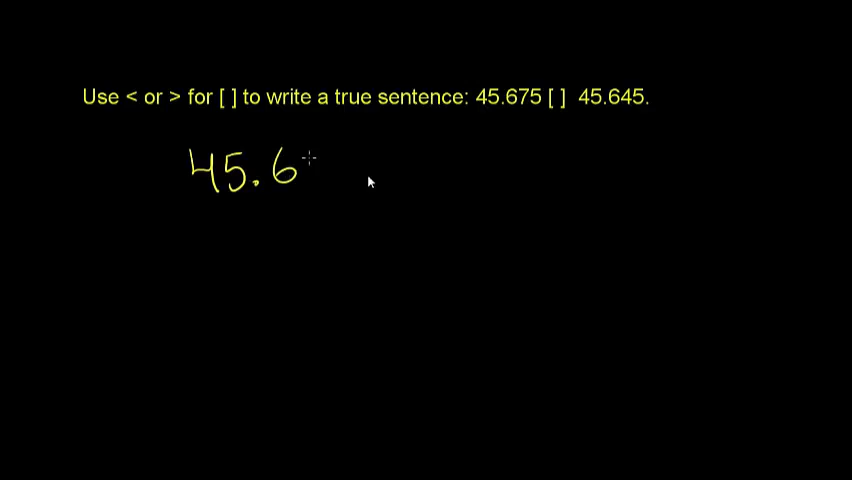 Use < or > for [ ] to write a true sentence: 45.675 [ ] 45.645.
45.6